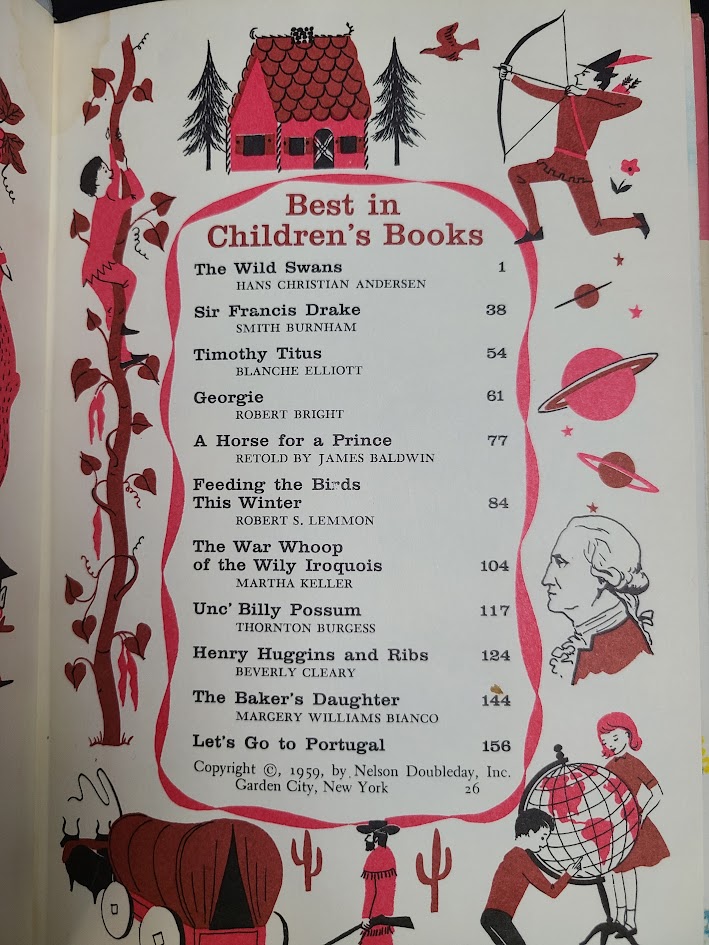 Best in
Children's Books
The Wild Swans 1
HANS CHRISTIAN ANDERSEN
Sir Francis Drake 38
SMITH BURNHAM
Timothy Titus 54
BLANCHE ELLIOTT
Georgie 61
ROBERT BRIGHT
A Horse for a Prince 77
RETOLD BY JAMES BALDWIN
Feeding the Birds
This Winter 84
ROBERT S. LEMMON
The War Whoop
of the Wily Iroquois 104
MARTHA KELLER
Unc' Billy Possum 117
THORNTON BURGESS
Henry Huggins and Ribs 124
BEVERLY CLEARY
The Baker's Daughter 144
MARGERY WILLIAMS BIANCO
Let's Go to Portugal 156
Copyright ©, 1959, by Nelson Doubleday, Inc.
Garden City, New York 26